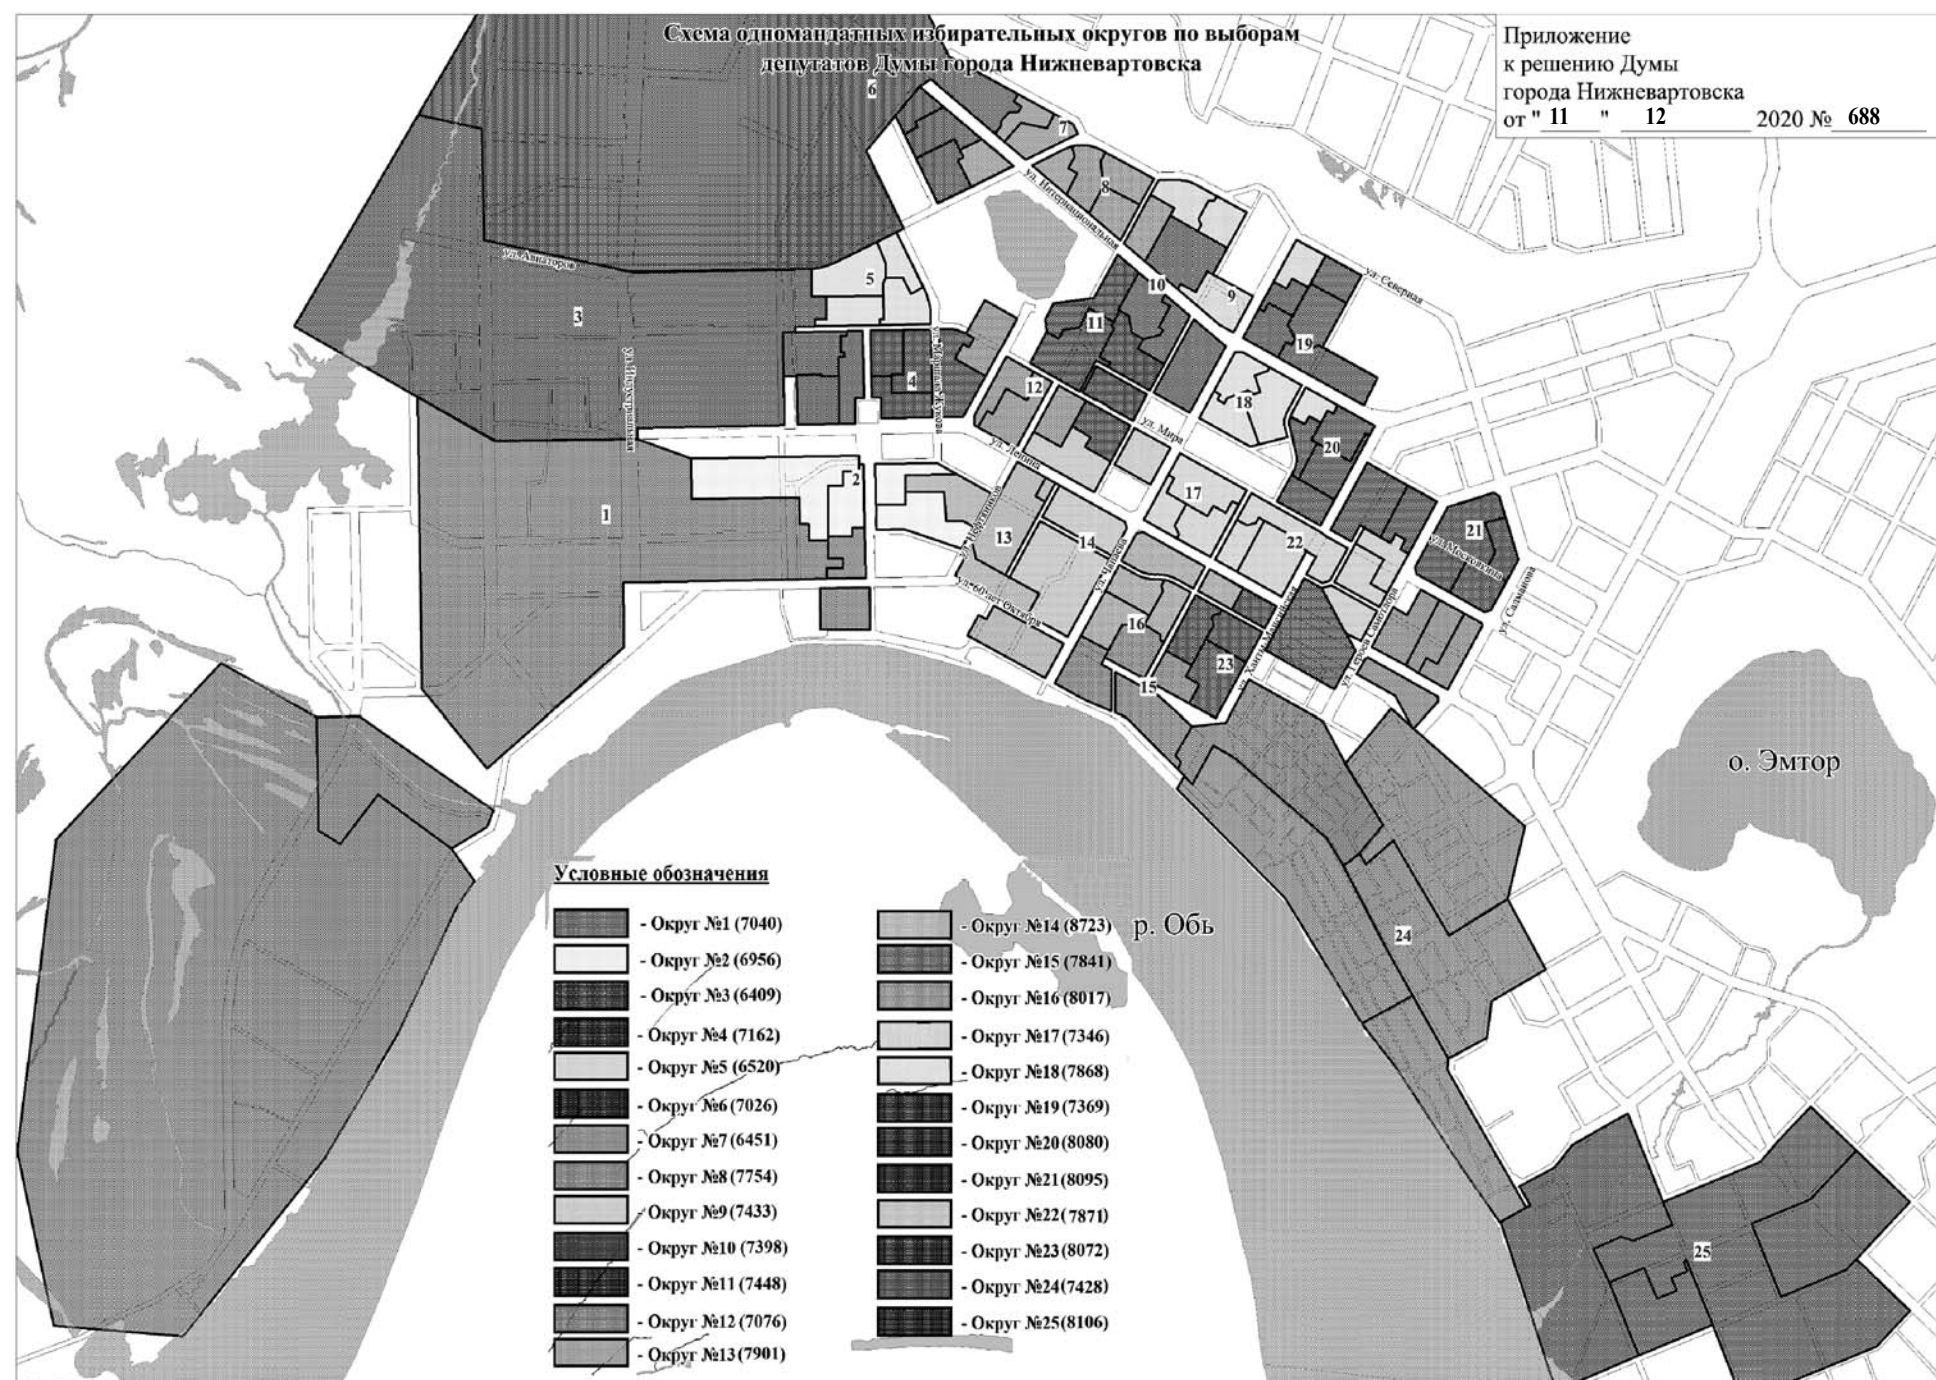 Схема одномандатных избирательных округов по выборам
депутатов Думы города Нижневартовска
Приложение
к решению Думы
города Нижневартовска
от " 11 " 12 2020 № 688
6
7
ул. Интернациональная
8
ул. Авиаторов
5
3
9
10
11
ул. Северная
19
ул. Индустриальная
ул. Маршала Жукова
4
12
18
ул. Мира
20
ул. Ленина
2
1
17
21
ул. Нефтяников
13
14
22
ул. Чапаева
ул. Московкина
ул. 60 лет Октября
ул. Салманова
16
ул. Ханты-Мансийская
ул. Героев Самотлора
23
15
о. Эмтор
24
25
р. Обь
Условные обозначения
- Округ №1 (7040)
- Округ №2 (6956)
- Округ №3 (6409)
- Округ №4 (7162)
- Округ №5 (6520)
- Округ №6 (7026)
- Округ №7 (6451)
- Округ №8 (7754)
- Округ №9 (7433)
- Округ №10 (7398)
- Округ №11 (7448)
- Округ №12 (7076)
- Округ №13 (7901)
- Округ №14 (8723)
- Округ №15 (7841)
- Округ №16 (8017)
- Округ №17 (7346)
- Округ №18 (7868)
- Округ №19 (7369)
- Округ №20 (8080)
- Округ №21 (8095)
- Округ №22 (7871)
- Округ №23 (8072)
- Округ №24 (7428)
- Округ №25 (8106)